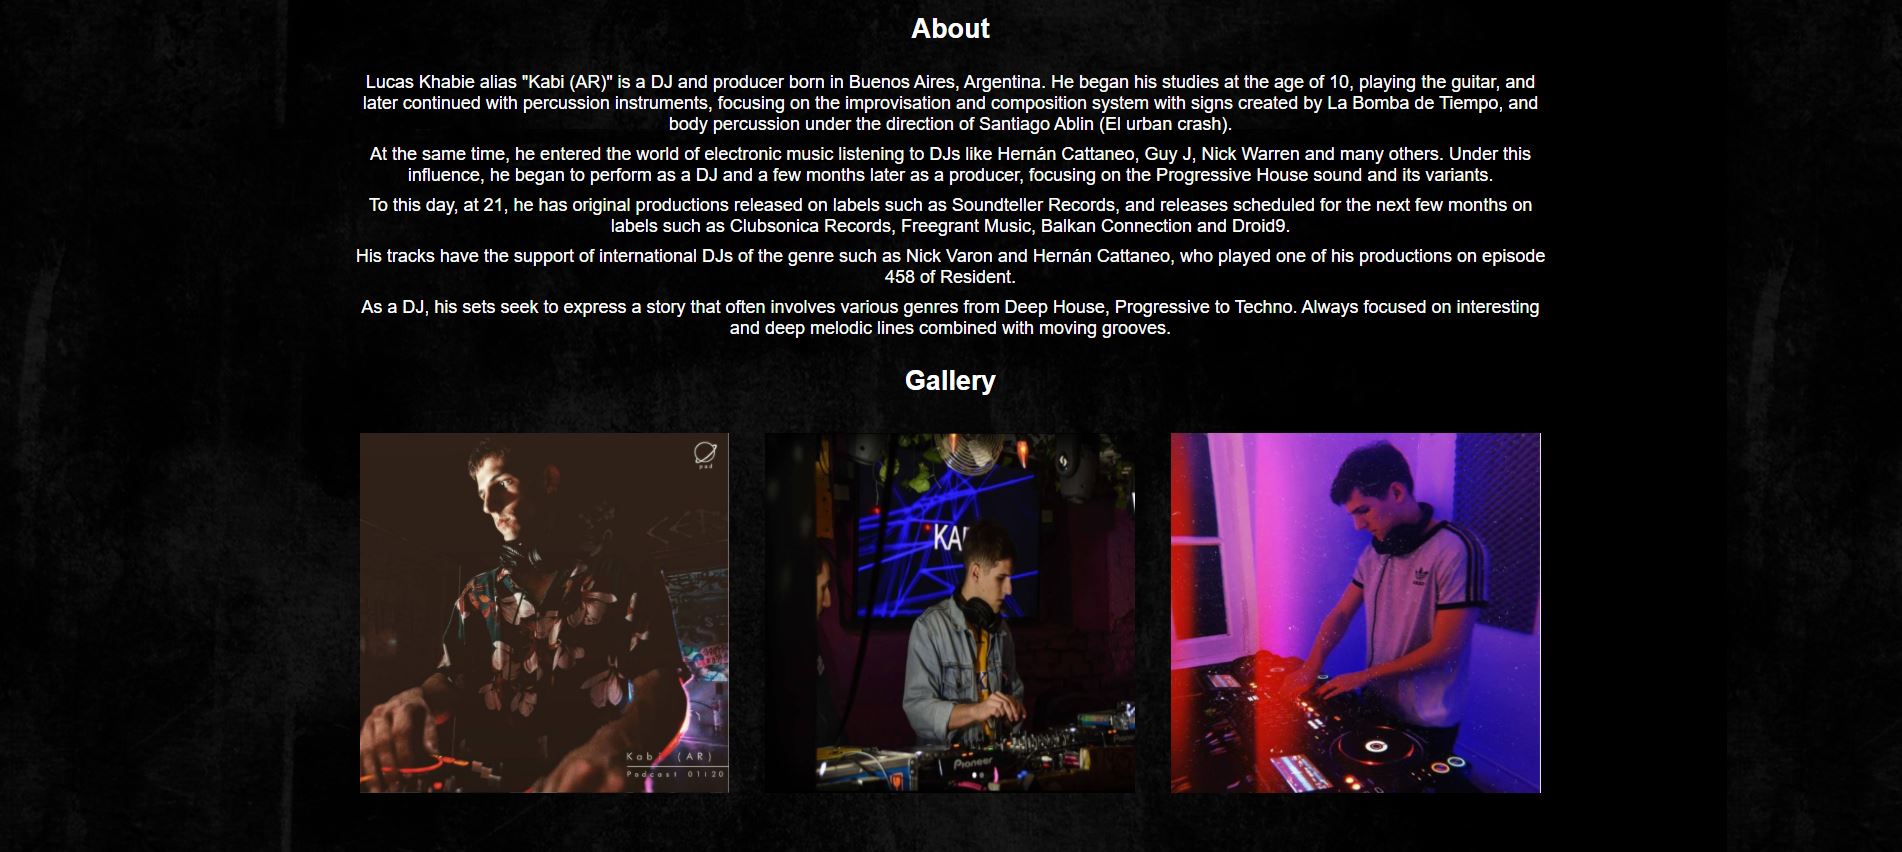 About
Lucas Khabie alias "Kabi (AR)" is a DJ and producer born in Buenos Aires, Argentina. He began his studies at the age of 10, playing the guitar, and
later continued with percussion instruments, focusing on the improvisation and composition system with signs created by La Bomba de Tiempo, and
body percussion under the direction of Santiago Ablin (El urban crash).
At the same time, he entered the world of electronic music listening to DJs like Hernán Cattaneo, Guy J, Nick Warren and many others. Under this
influence, he began to perform as a DJ and a few months later as a producer, focusing on the Progressive House sound and its variants.
To this day, at 21, he has original productions released on labels such as Soundteller Records, and releases scheduled for the next few months on
labels such as Clubsonica Records, Freegrant Music, Balkan Connection and Droid9.
His tracks have the support of international DJs of the genre such as Nick Varon and Hernán Cattaneo, who played one of his productions on episode
458 of Resident.
As a DJ, his sets seek to express a story that often involves various genres from Deep House, Progressive to Techno. Always focused on interesting
and deep melodic lines combined with moving grooves.
Gallery
pad
Kabi (AR)
Podcast 01:20
KA
Pioneer